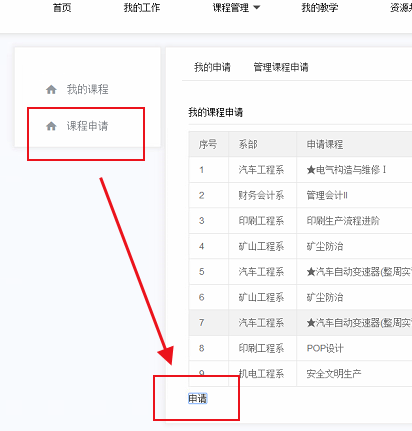 首页 我的工作 课程管理 我的教学 资源
我的申请 管理课程申请
我的课程
课程申请
我的课程申请
序号 系部 申请课程
1 汽车工程系 ★电气构造与维修Ⅰ
2 财务会计系 管理会计II
3 印刷工程系 印刷生产流程进阶
4 矿山工程系 矿尘防治
5 汽车工程系 ★汽车自动变速器(整周实
6 矿山工程系 矿尘防治
7 汽车工程系 ★汽车自动变速器(整周实
8 印刷工程系 POP设计
9 机电工程系 安全文明生产
申请